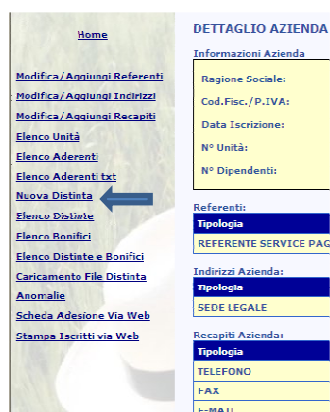 Home
Modifica/Aggiungi Referenti
Modifica/Aggiungi Indirizzi
Modifica/Aggiungi Recapiti
Elenco Unità
Elenco Aderenti
Elenco Aderenti txt
Nuova Distinta
Elenco Distinte
Elenco Bonifici
Elenco Distinte e Bonifici
Caricamento File Distinta
Anomalie
Scheda Adesione Via Web
Stampa Iscritti via Web
DETTAGLIO AZIENDA
Informazioni Azienda
Ragione Sociale:
Cod.Fisc./P.IVA:
Data Iscrizione:
N° Unità:
N° Dipendenti:
Referenti:
Tipologia
REFERENTE SERVICE PAG
Indirizzi Azienda:
Tipologia
SEDE LEGALE
Recapiti Azienda:
Tipologia
TELEFONO
FAX
E-MAIL